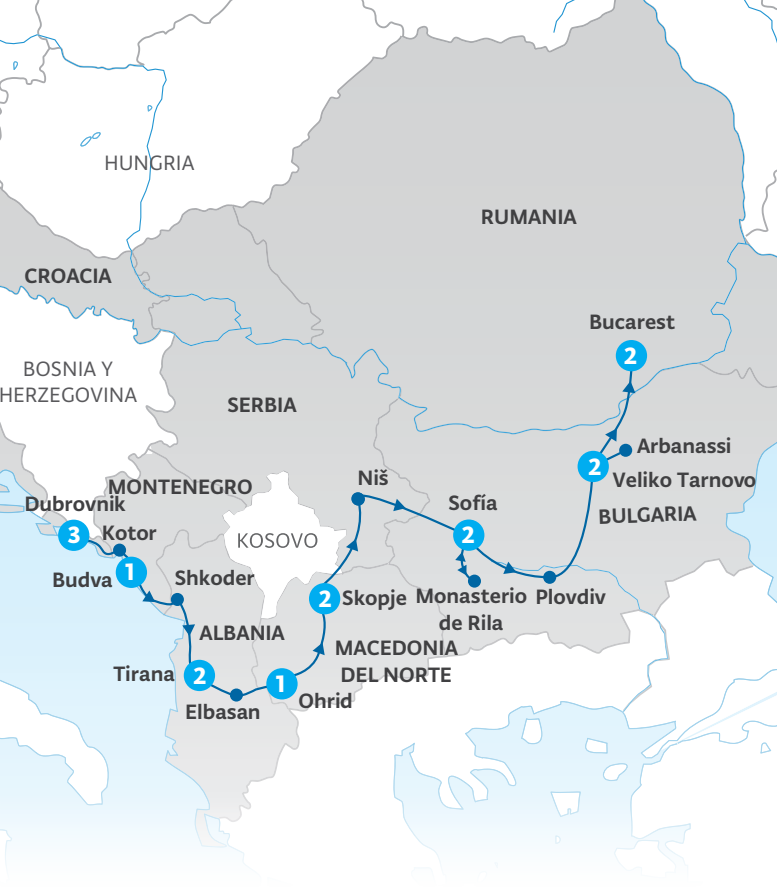 HUNGRIA
RUMANIA
CROACIA
Bucarest
2
BOSNIA Y
HERZEGOVINA
SERBIA
Arbanassi
2
Veliko Tarnovo
Niš
MONTENEGRO
Dubrovnik
3
Kotor
Sofía
2
BULGARIA
KOSOVO
Budva
1
Shkoder
2
Skopje
Monasterio
de Rila
Plovdiv
ALBANIA
MACEDONIA
DEL NORTE
Tirana
2
1
Ohrid
Elbasan